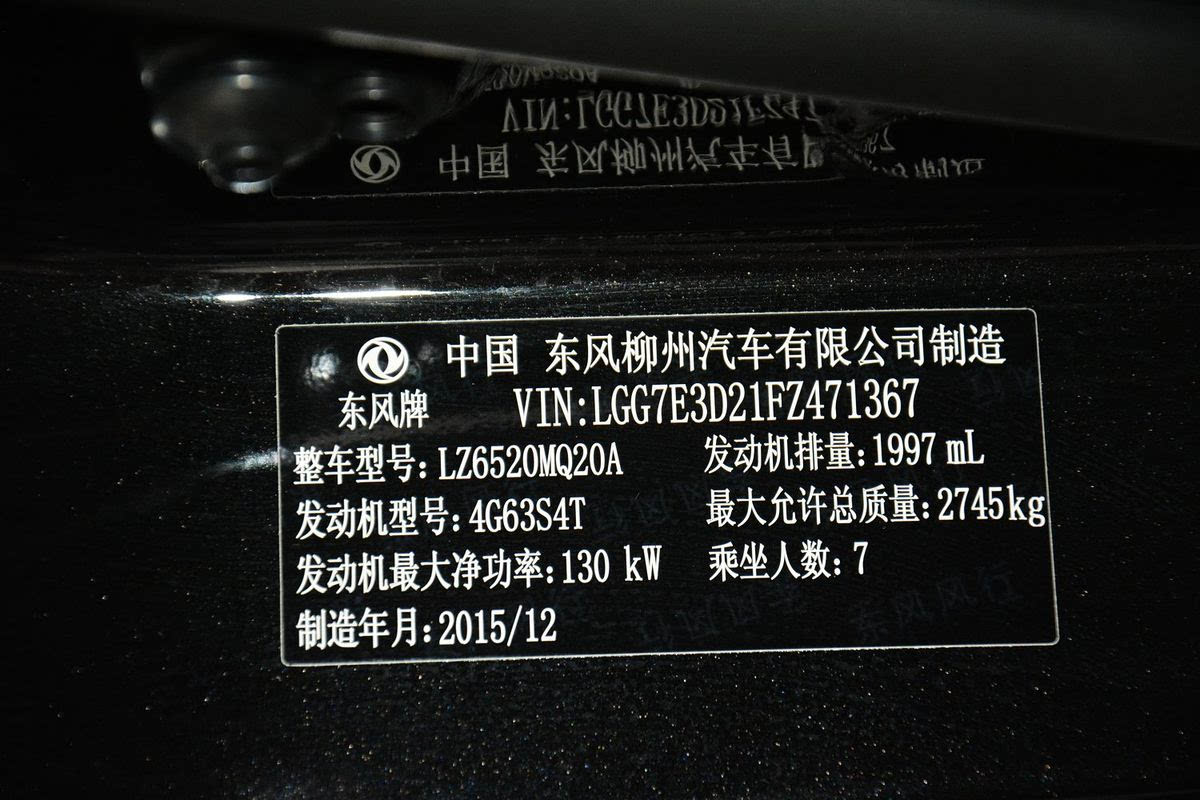 中国 东风柳州汽车有限公司制造
东风牌 VIN:LGG7E3D21FZ471367
整车型号:LZ6520MQ20A 发动机排量:1997 mL
发动机型号:4G63S4T 最大允许总质量:2745kg
发动机最大净功率:130 kW 乘坐人数:7
制造年月:2015/12